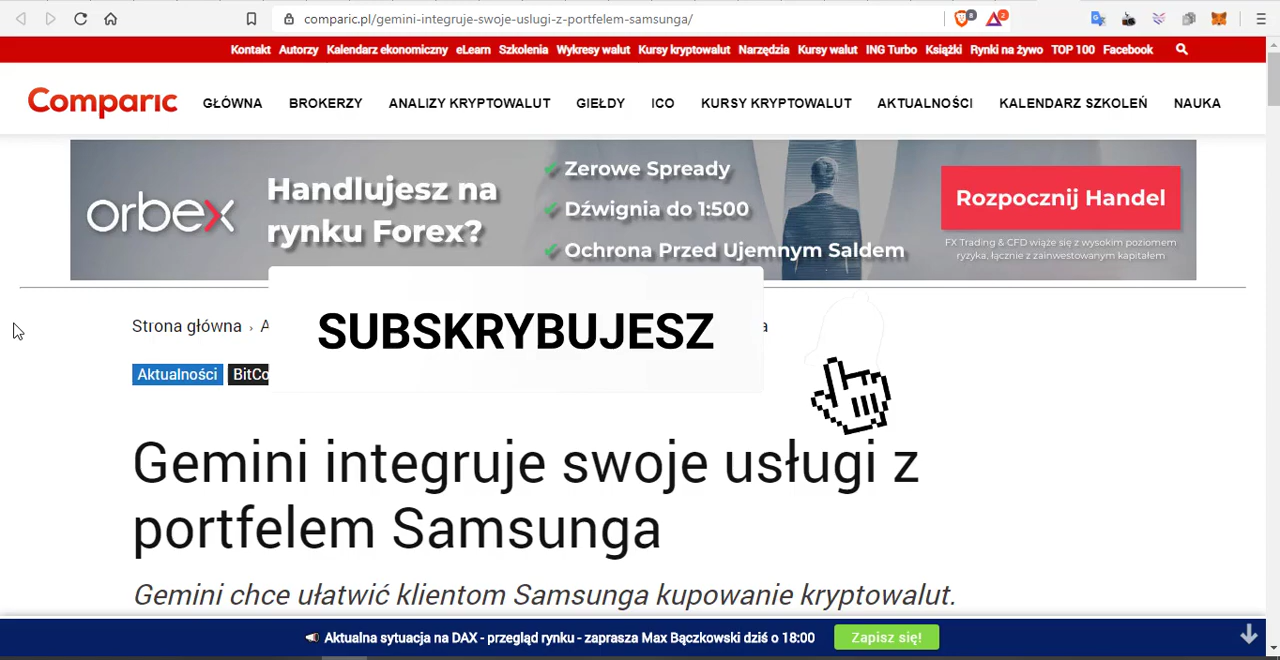 comparic.pl/gemini-integruje-swoje-uslugi-z-portfelem-samsunga/
8
2
Kontakt Autorzy Kalendarz ekonomiczny eLearn Szkolenia Wykresy walut Kursy kryptowalut Narzędzia Kursy walut ING Turbo Książki Rynki na żywo TOP 100 Facebook
Comparic GŁÓWNA BROKERZY ANALIZY KRYPTOWALUT GIEŁDY ICO KURSY KRYPTOWALUT AKTUALNOŚCI KALENDARZ SZKOLEŃ NAUKA
orbex
Handlujesz na
rynku Forex?
Zerowe Spready
Dźwignia do 1:500
Ochrona Przed Ujemnym Saldem
Rozpocznij Handel
FX Trading & CFD wiąże się z wysokim poziomem
ryzyka, łącznie z zainwestowanym kapitałem
Strona główna › A
a
SUBSKRYBUJESZ
Aktualności BitCo
Gemini integruje swoje usługi z
portfelem Samsunga
Gemini chce ułatwić klientom Samsunga kupowanie kryptowalut.
Aktualna sytuacja na DAX - przegląd rynku - zaprasza Max Bączkowski dziś o 18:00 Zapisz się!